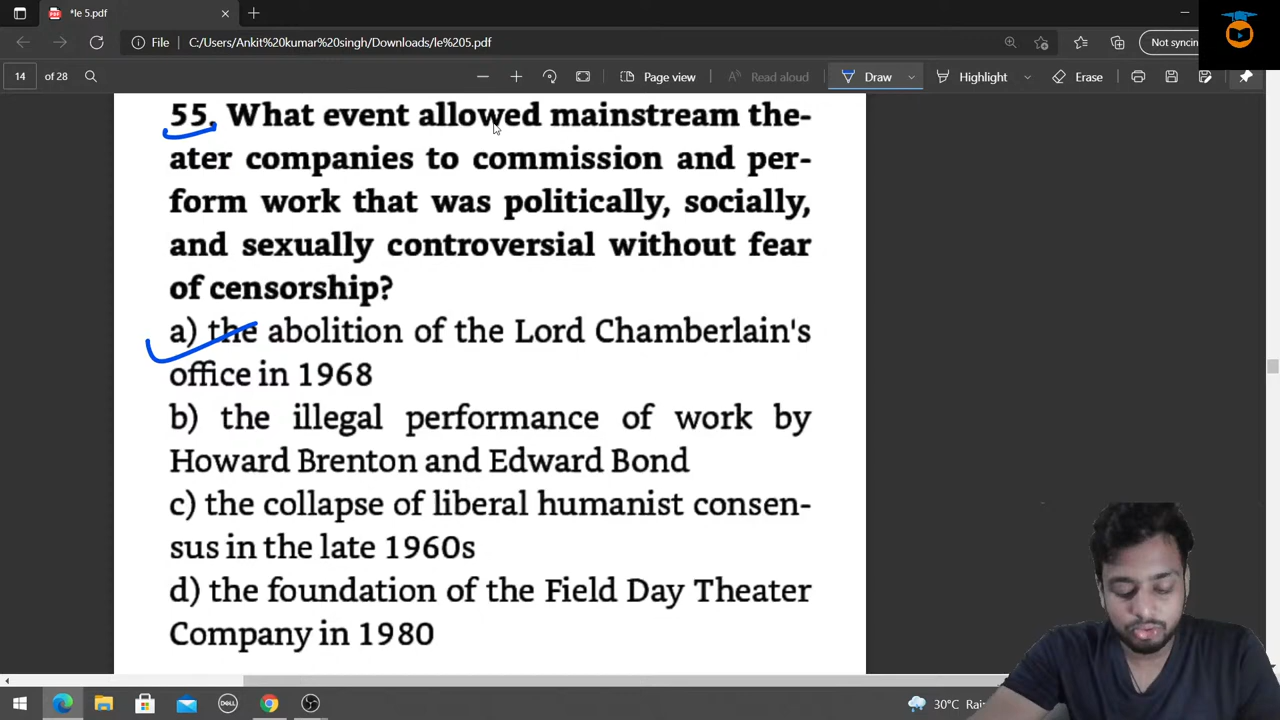 *le 5.pdf
File C:/Users/Ankit%20kumar%20singh/Downloads/le%205.pdf
Not syncin
14 of 28
Page view
Read aloud
Draw
Highlight
Erase
55. What event allowed mainstream the-
ater companies to commission and per-
form work that was politically, socially,
and sexually controversial without fear
of censorship?
a) the abolition of the Lord Chamberlain's
office in 1968
b) the illegal performance of work by
Howard Brenton and Edward Bond
c) the collapse of liberal humanist consen-
sus in the late 1960s
d) the foundation of the Field Day Theater
Company in 1980
DELL
30°C Rai